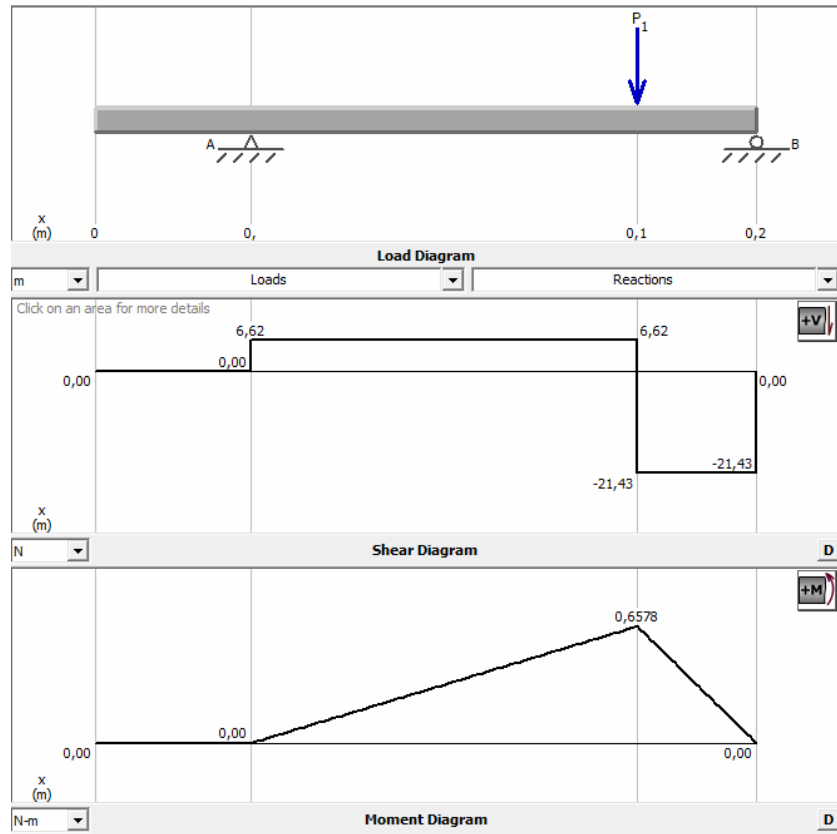 P1
A
B
x
(m)
0
0,
0,1
0,2
Load Diagram
m
Loads
Reactions
Click on an area for more details
+V
6,62
6,62
0,00
0,00
0,00
-21,43
-21,43
x
(m)
N
Shear Diagram
D
+M
0,6578
0,00
0,00
0,00
x
(m)
N-m
Moment Diagram
D